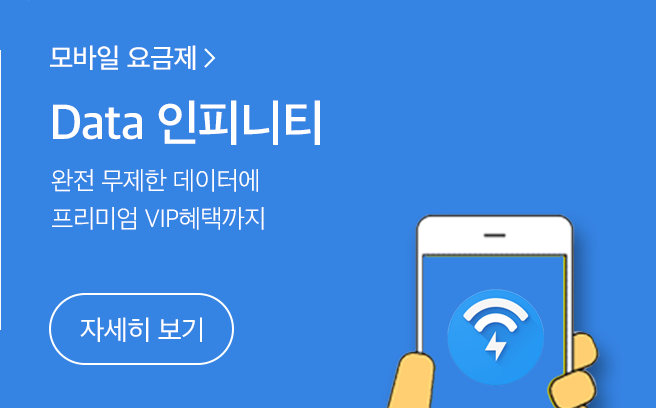 모바일 요금제 >
Data 인피니티
완전 무제한 데이터에
프리미엄 VIP혜택까지
자세히 보기